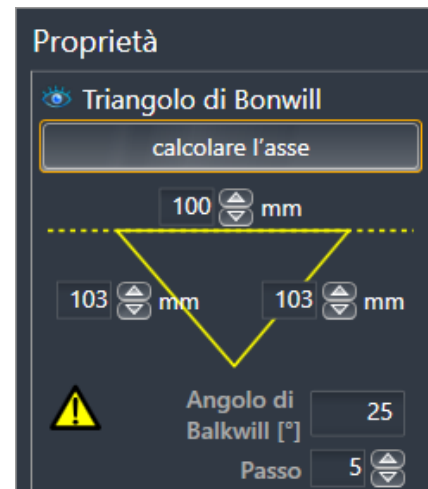 Proprietà
Triangolo di Bonwill
calcolare l'asse
100 mm
103 mm 103 mm
Angolo di
Balkwill [°] 25
Passo 5